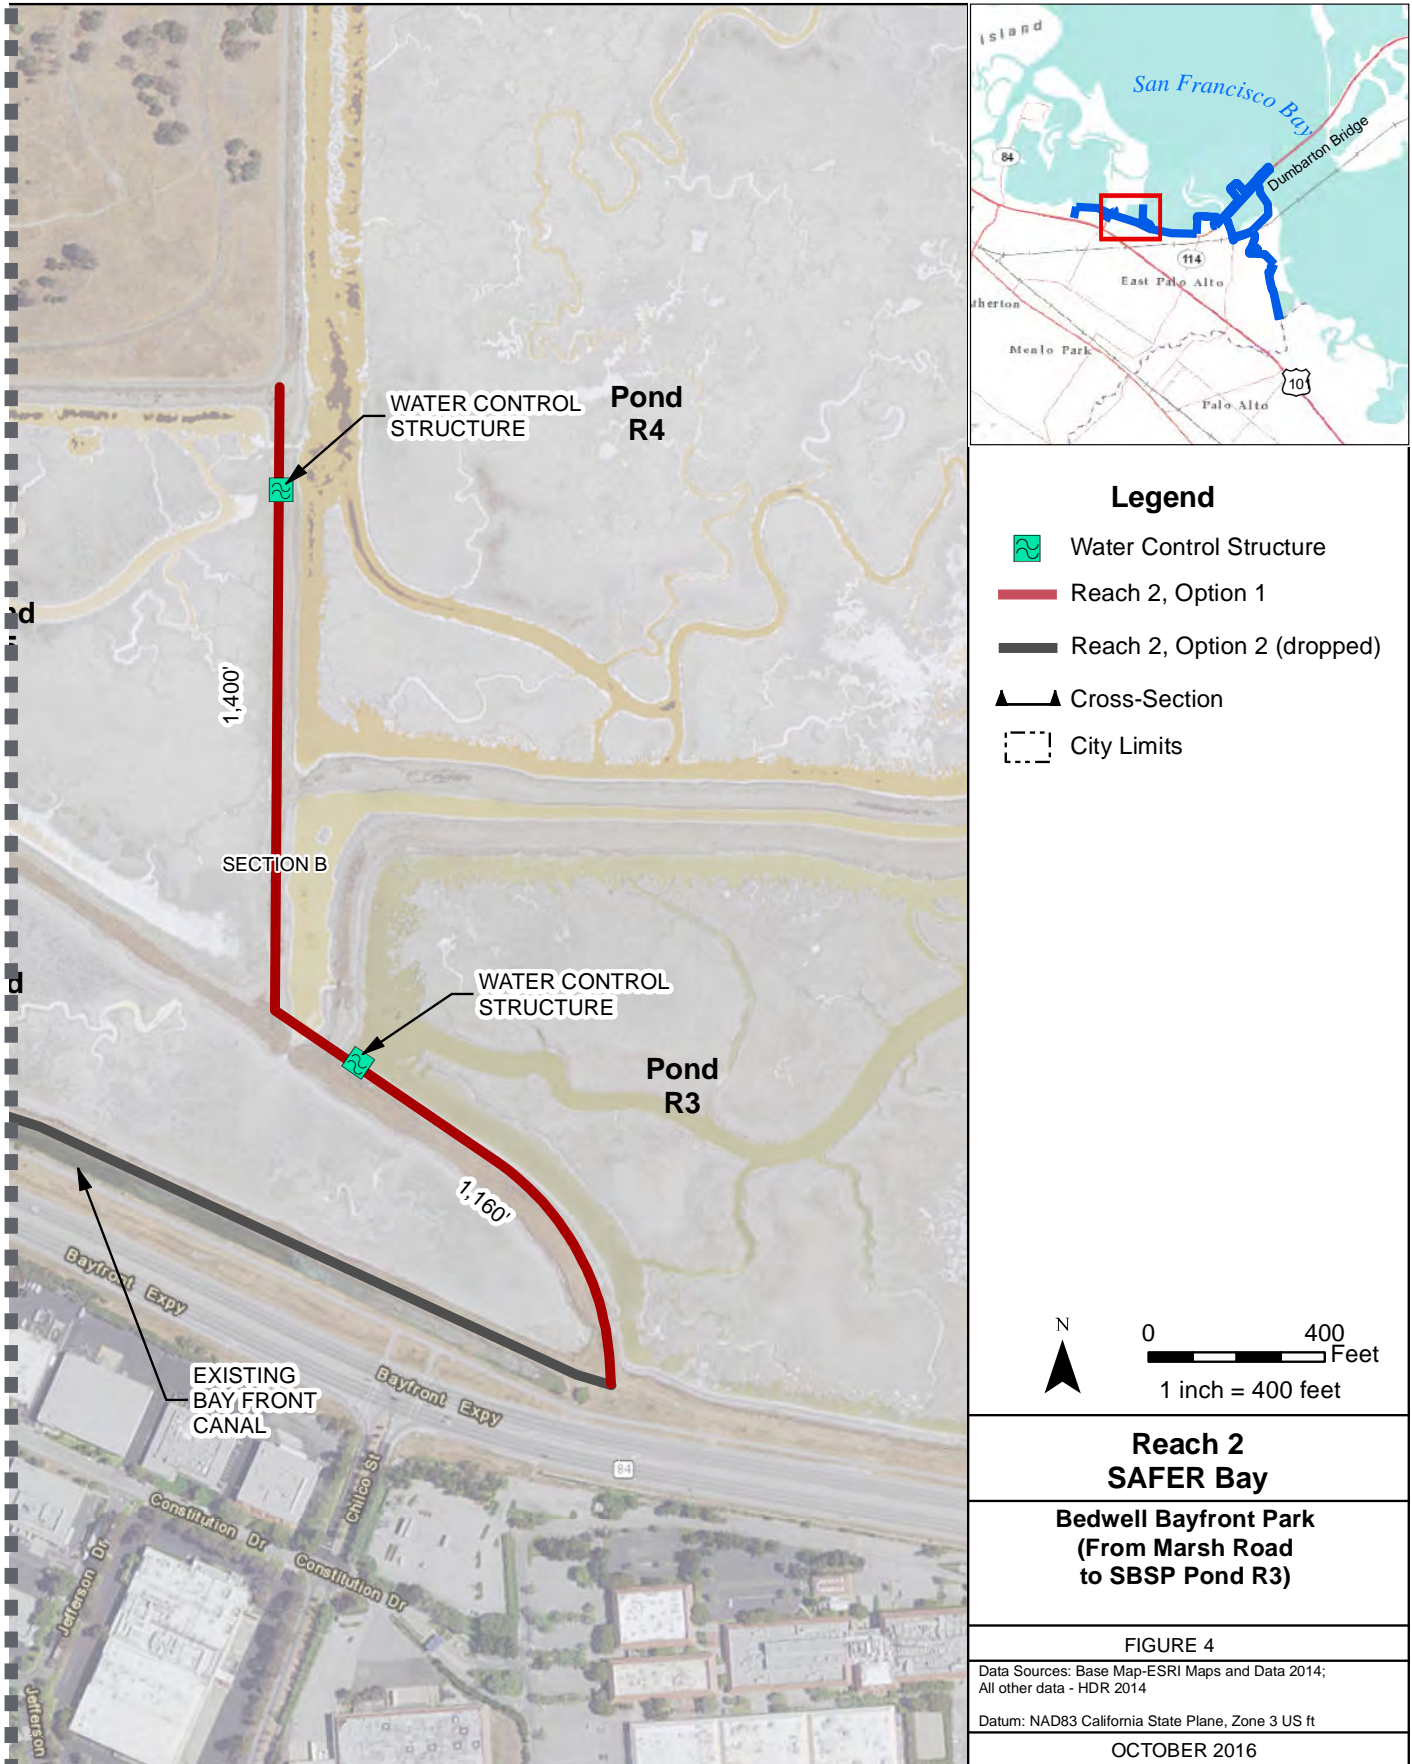 WATER CONTROL
STRUCTURE
Pond
R4
d
1,400'
SECTION B
d
WATER CONTROL
STRUCTURE
Pond
R3
1,160'
Bayfront Expy
EXISTING
BAY FRONT
CANAL
Bayfront Expy
84
Chilco St
Constitution Dr
Constitution Dr
Jefferson Dr
Jefferson
Island
San Francisco Bay
Dumbarton Bridge
84
114
East Palo Alto
therton
Menlo Park
101
Palo Alto
Legend
Water Control Structure
Reach 2, Option 1
Reach 2, Option 2 (dropped)
Cross-Section
City Limits
N
0 400
Feet
1 inch = 400 feet
Reach 2
SAFER Bay
Bedwell Bayfront Park
(From Marsh Road
to SBSP Pond R3)
FIGURE 4
Data Sources: Base Map-ESRI Maps and Data 2014;
All other data - HDR 2014
Datum: NAD83 California State Plane, Zone 3 US ft
OCTOBER 2016